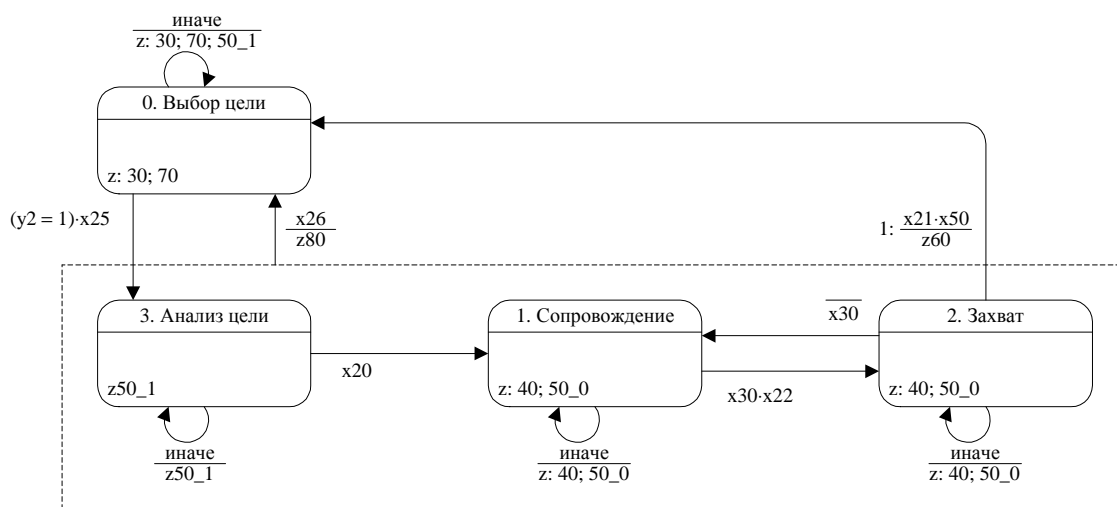 иначе
z: 30; 70; 50_1
0. Выбор цели
z: 30; 70
(y2 = 1)·x25
x26
z80
1: x21·x50
z60
3. Анализ цели
z50_1
x20
иначе
z50_1
1. Сопровождение
z: 40; 50_0
x30
x30·x22
иначе
z: 40; 50_0
2. Захват
z: 40; 50_0
иначе
z: 40; 50_0